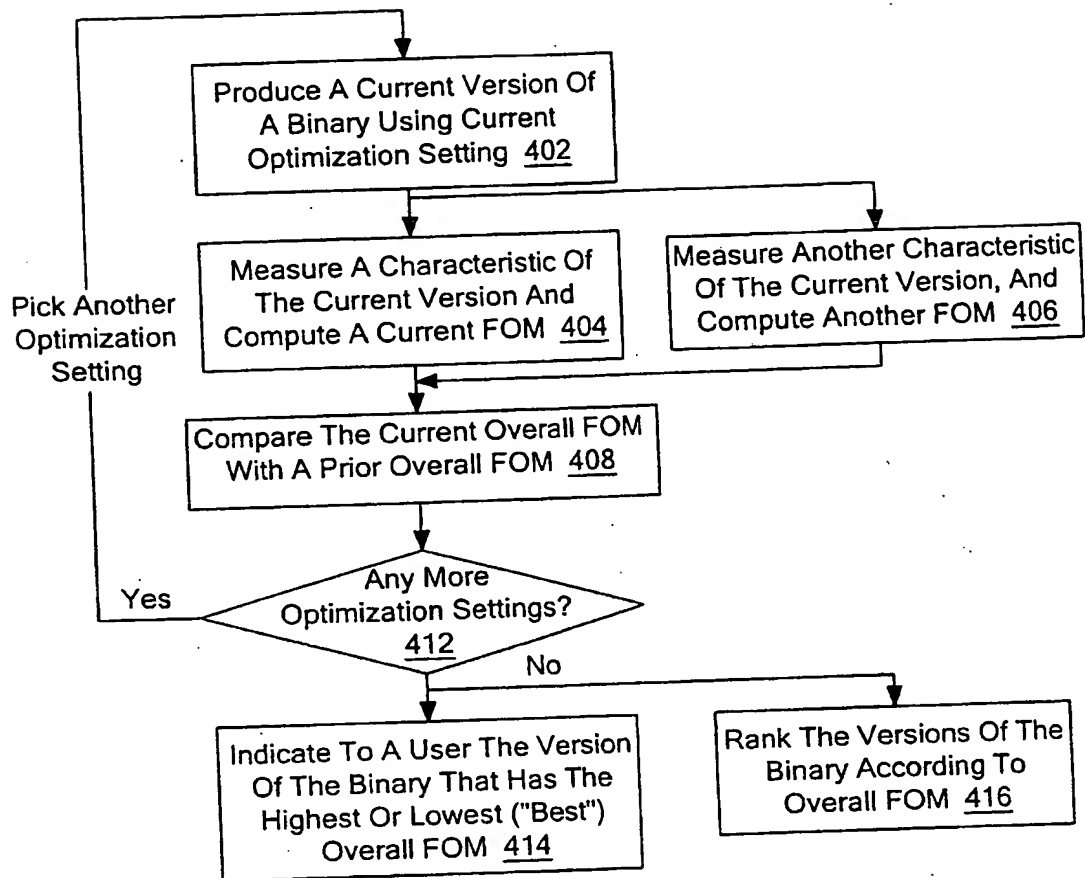 Produce A Current Version Of
A Binary Using Current
Optimization Setting 402
Measure A Characteristic Of
The Current Version And
Compute A Current FOM 404
Measure Another Characteristic
Of The Current Version, And
Compute Another FOM 406
Pick Another
Optimization
Setting
Compare The Current Overall FOM
With A Prior Overall FOM 408
Any More
Optimization Settings?
412
Yes
No
Indicate To A User The Version
Of The Binary That Has The
Highest Or Lowest ("Best")
Overall FOM 414
Rank The Versions Of The
Binary According To
Overall FOM 416